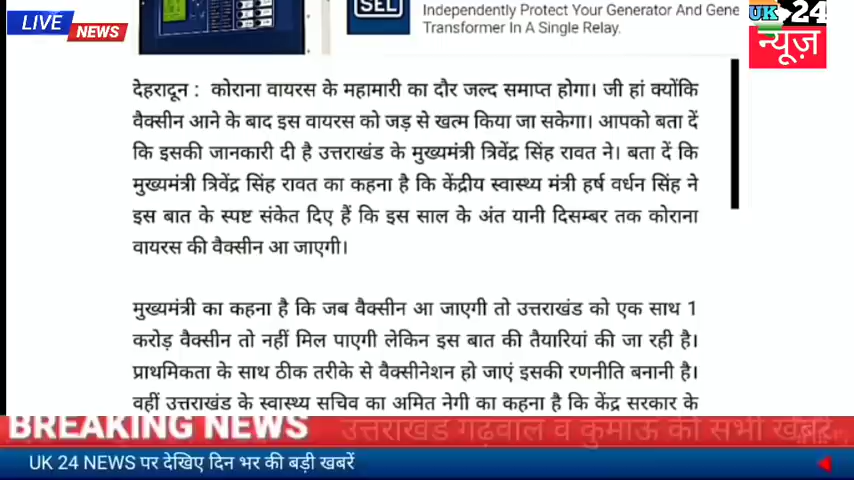 LIVE
NEWS
SEL
Independently Protect Your Generator And Gene
Transformer In A Single Relay.
UK 24
न्यूज़
देहरादून : कोराना वायरस के महामारी का दौर जल्द समाप्त होगा। जी हां क्योंकि
वैक्सीन आने के बाद इस वायरस को जड़ से खत्म किया जा सकेगा। आपको बता दें
कि इसकी जानकारी दी है उत्तराखंड के मुख्यमंत्री त्रिवेंद्र सिंह रावत ने। बता दें कि
मुख्यमंत्री त्रिवेंद्र सिंह रावत का कहना है कि केंद्रीय स्वास्थ्य मंत्री हर्ष वर्धन सिंह ने
इस बात के स्पष्ट संकेत दिए हैं कि इस साल के अंत यानी दिसम्बर तक कोराना
वायरस की वैक्सीन आ जाएगी।
मुख्यमंत्री का कहना है कि जब वैक्सीन आ जाएगी तो उत्तराखंड को एक साथ 1
करोड़ वैक्सीन तो नहीं मिल पाएगी लेकिन इस बात की तैयारियां की जा रही है।
प्राथमिकता के साथ ठीक तरीके से वैक्सीनेशन हो जाएं इसकी रणनीति बनानी है।
वहीं उत्तराखंड के स्वास्थ्य सचिव का अमित नेगी का कहना है कि केंद्र सरकार के
BREAKING NEWS
उत्तराखंड गढ़वाल व कुमाऊं की सभी खबरें
UK 24 NEWS पर देखिए दिन भर की बड़ी खबरें